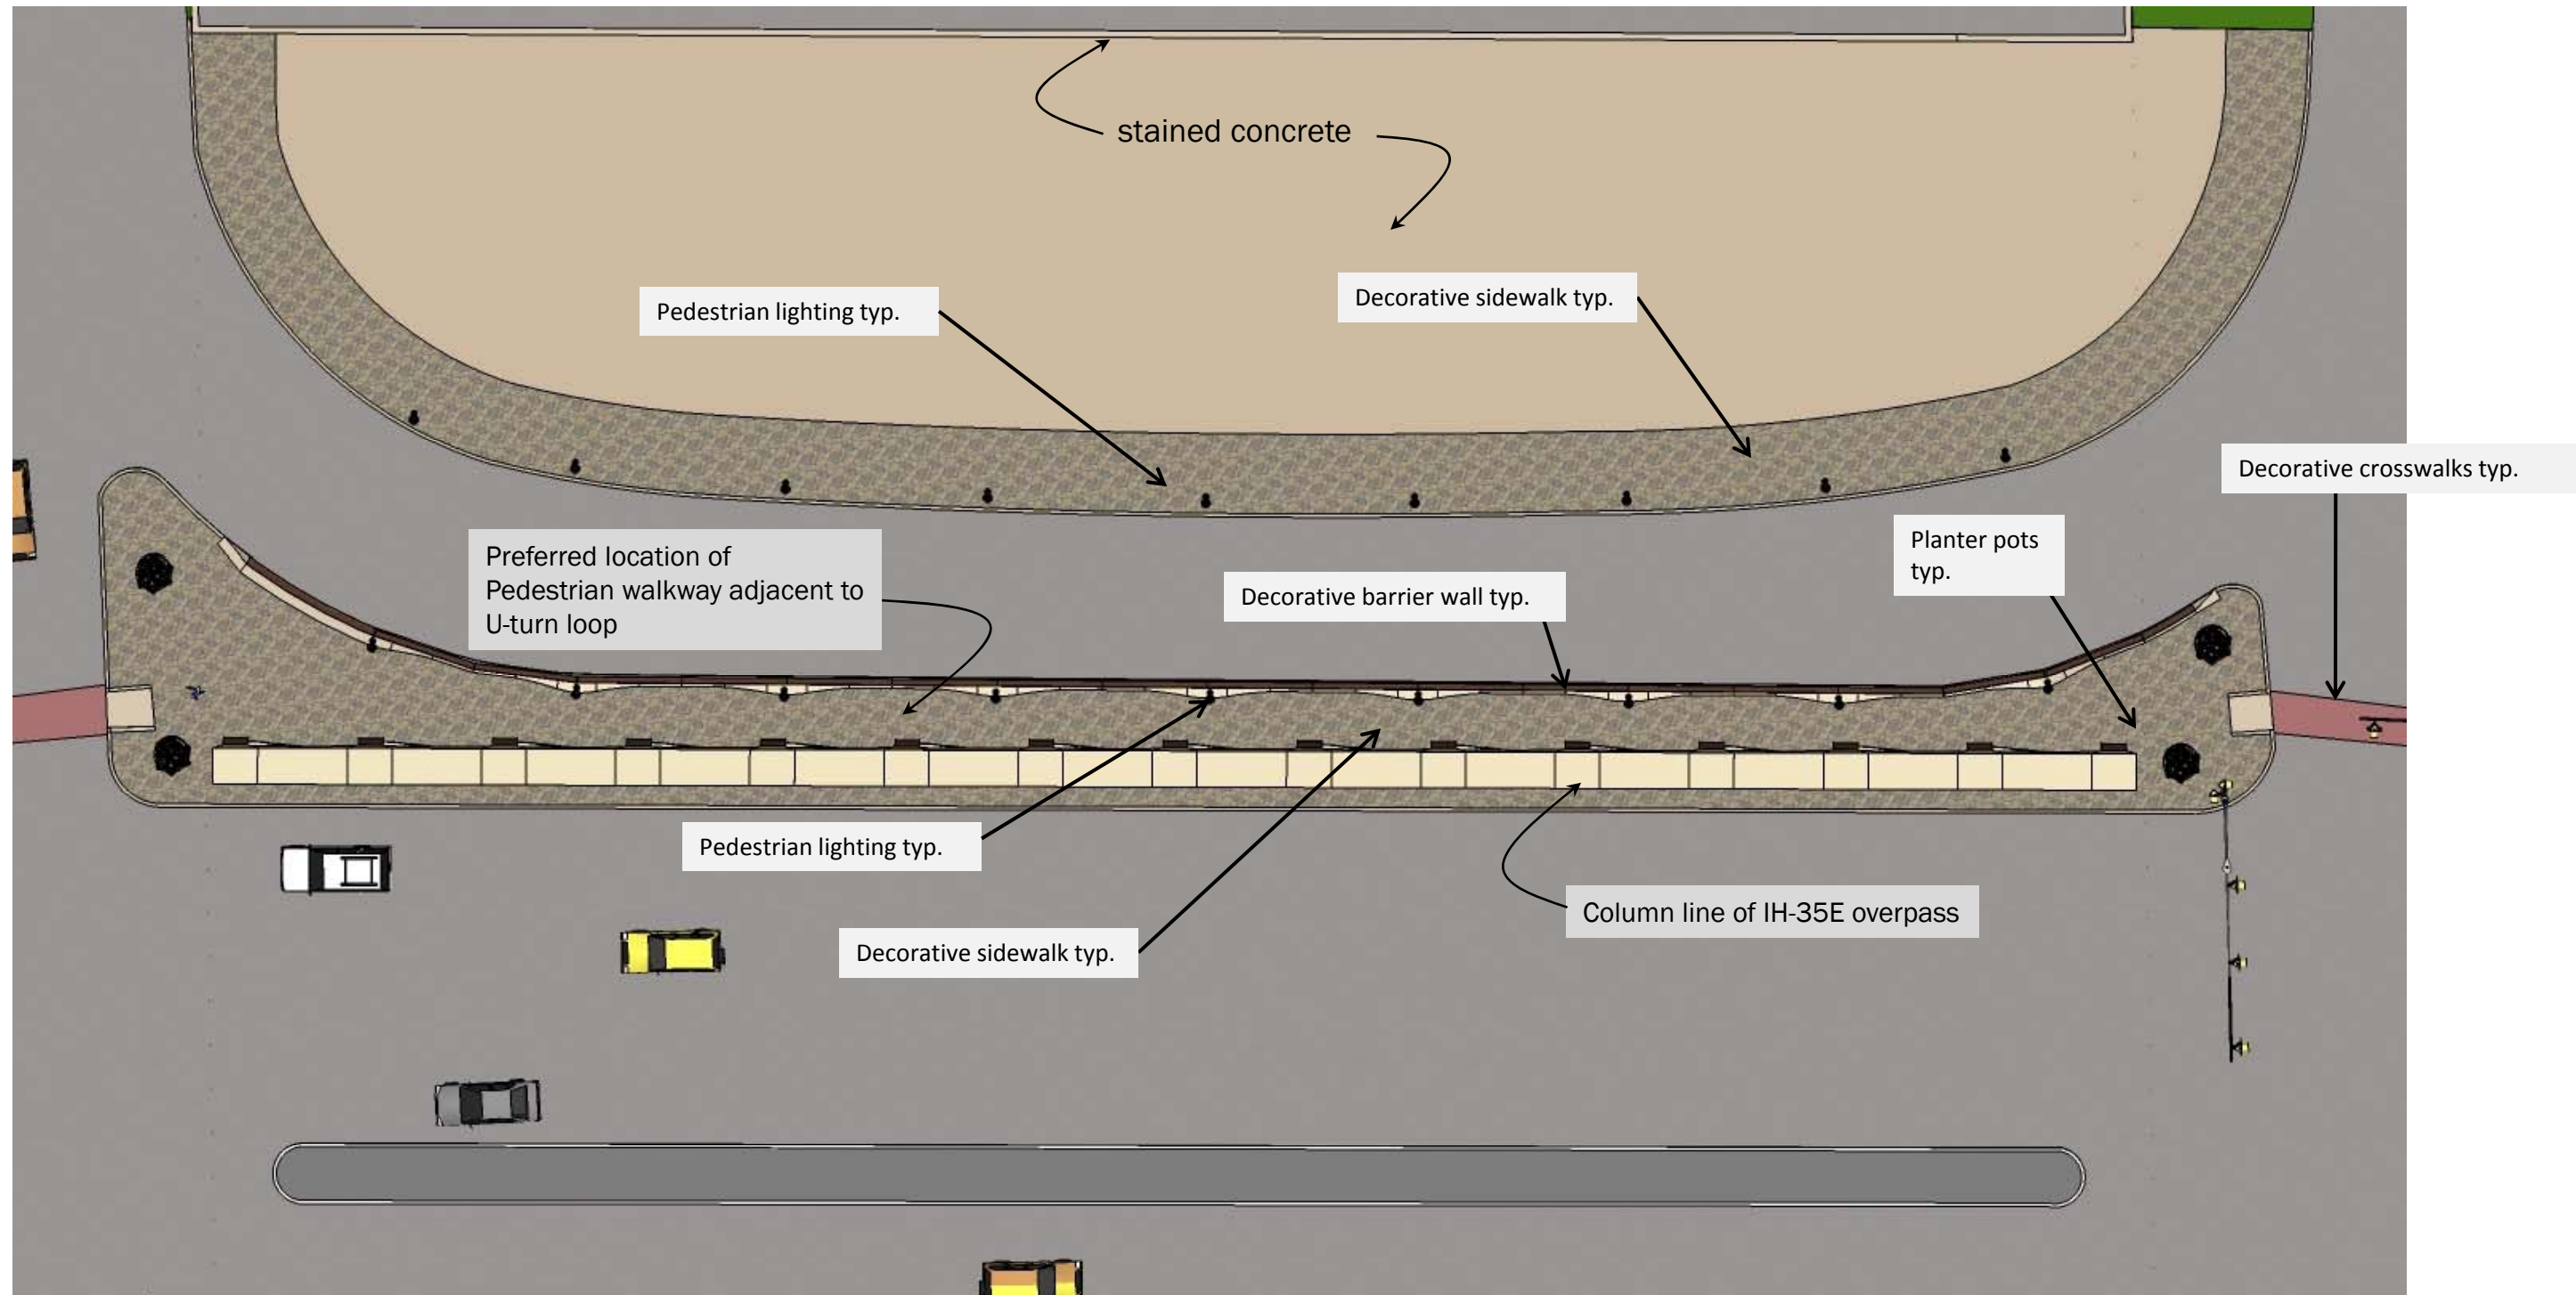 stained concrete
Decorative sidewalk typ.
Pedestrian lighting typ.
Decorative crosswalks typ.
Planter pots
typ.
Preferred location of
Pedestrian walkway adjacent to
U-turn loop
Decorative barrier wall typ.
Pedestrian lighting typ.
Column line of IH-35E overpass
Decorative sidewalk typ.